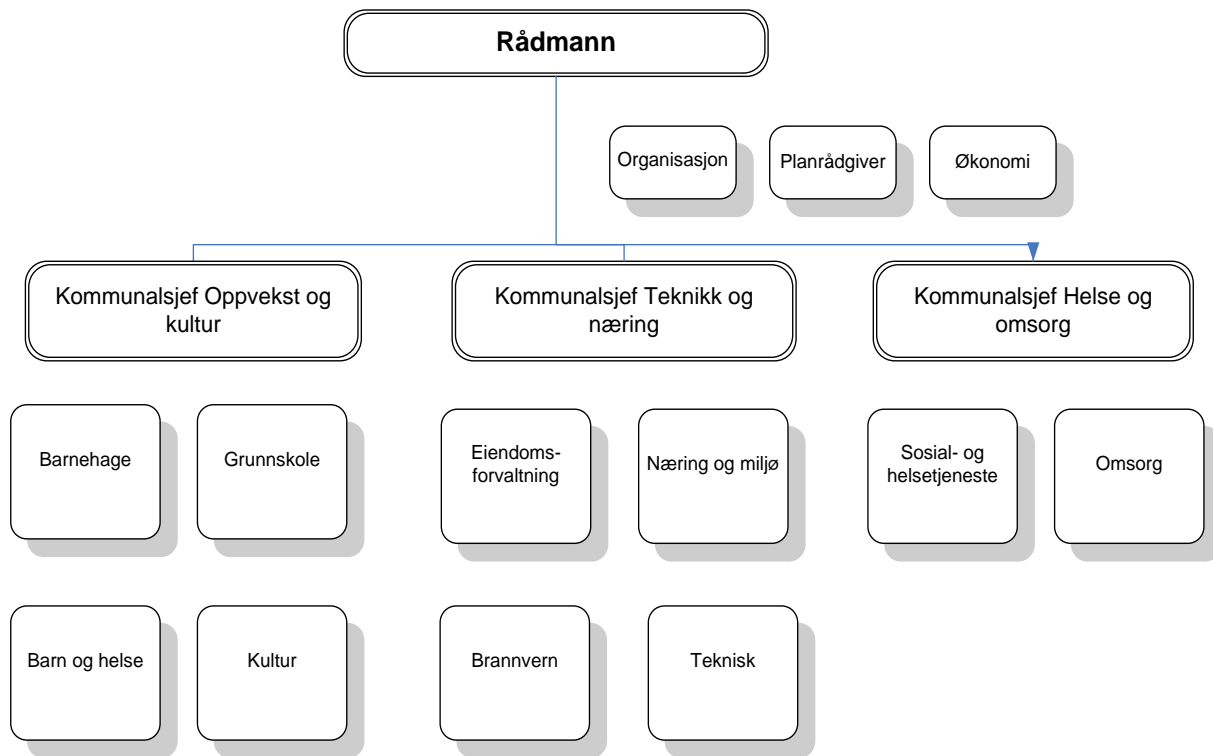 Rådmann
Organisasjon
Planrådgiver
Økonomi
Kommunalsjef Oppvekst og
kultur
Kommunalsjef Teknikk og
næring
Kommunalsjef Helse og
omsorg
Barnehage
Grunnskole
Eiendoms-
forvaltning
Næring og miljø
Sosial- og
helsetjeneste
Omsorg
Barn og helse
Kultur
Brannvern
Teknisk